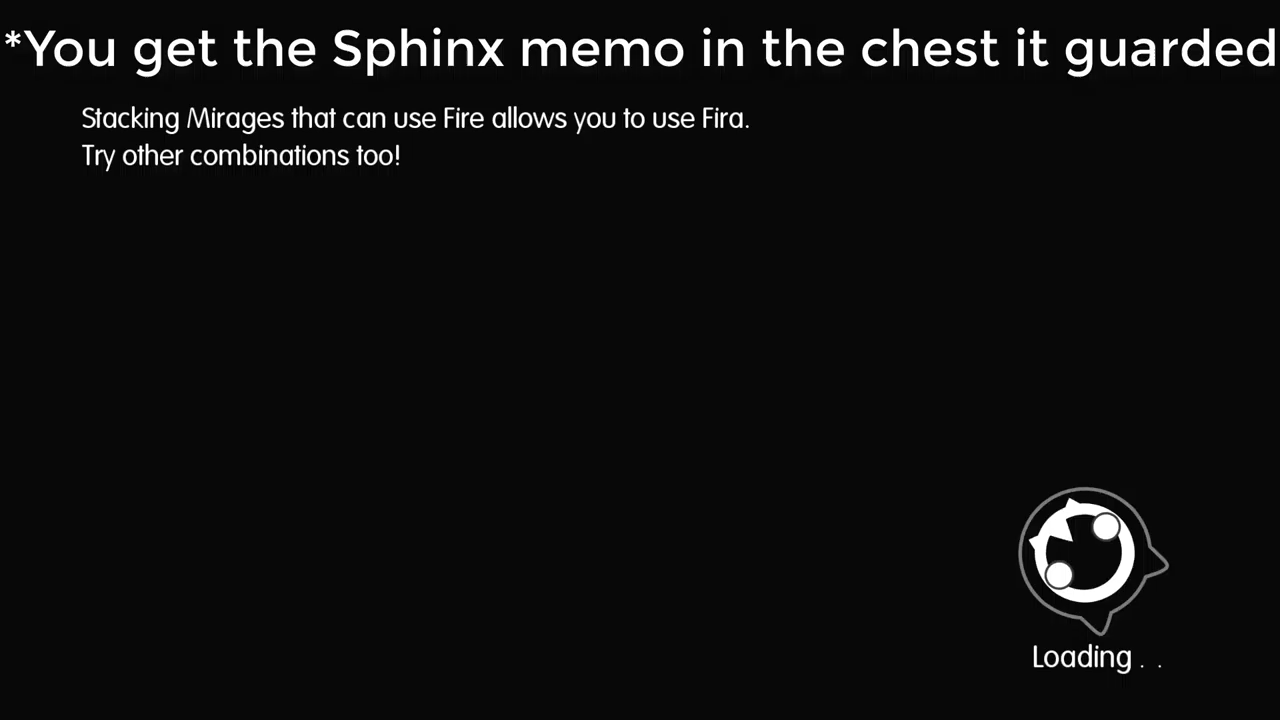 *You get the Sphinx memo in the chest it guarded
Stacking Mirages that can use Fire allows you to use Fira.
Try other combinations too!
Loading . .